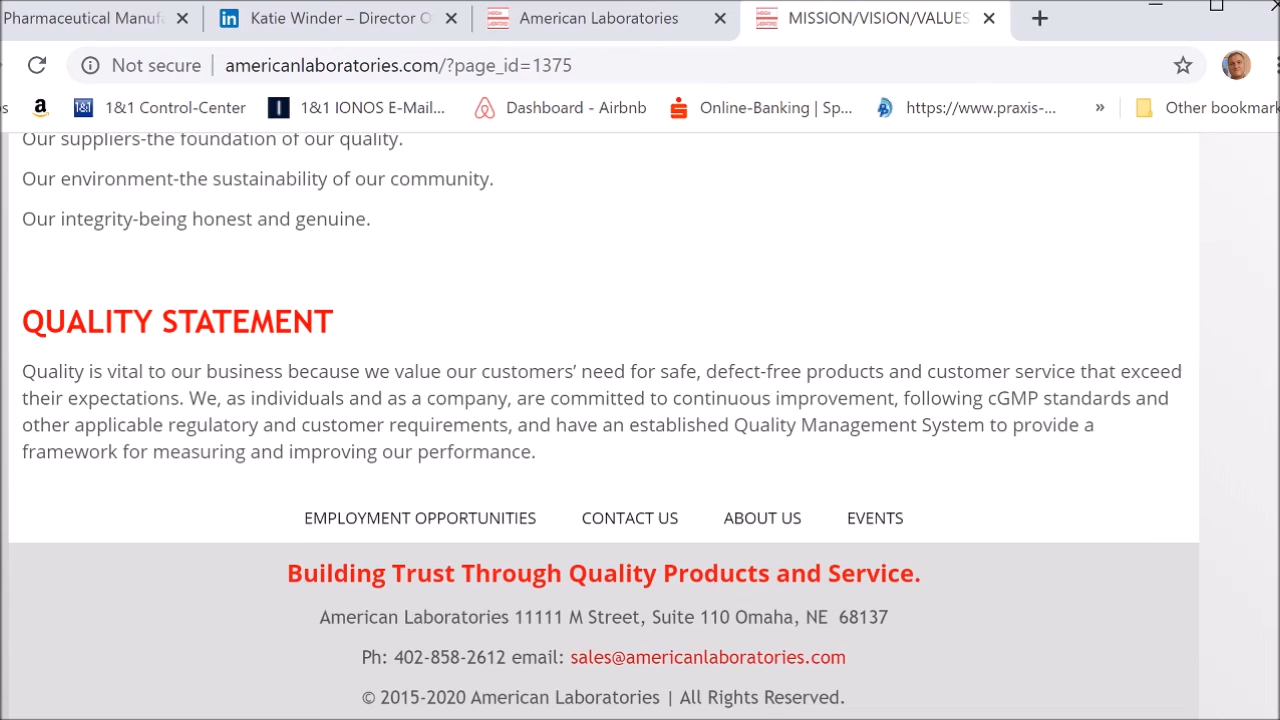 Pharmaceutical Manuf
Katie Winder – Director O
American Laboratories
MISSION/VISION/VALUES
Not secure
americanlaboratories.com/?page_id=1375
1&1 Control-Center
1&1 IONOS E-Mail...
Dashboard - Airbnb
Online-Banking | Sp...
https://www.praxis-...
»
Other bookmark
Our suppliers-the foundation of our quality.
Our environment-the sustainability of our community.
Our integrity-being honest and genuine.
QUALITY STATEMENT
Quality is vital to our business because we value our customers’ need for safe, defect-free products and customer service that exceed
their expectations. We, as individuals and as a company, are committed to continuous improvement, following cGMP standards and
other applicable regulatory and customer requirements, and have an established Quality Management System to provide a
framework for measuring and improving our performance.
EMPLOYMENT OPPORTUNITIES CONTACT US ABOUT US EVENTS
Building Trust Through Quality Products and Service.
American Laboratories 11111 M Street, Suite 110 Omaha, NE 68137
Ph: 402-858-2612 email: sales@americanlaboratories.com
© 2015-2020 American Laboratories | All Rights Reserved.